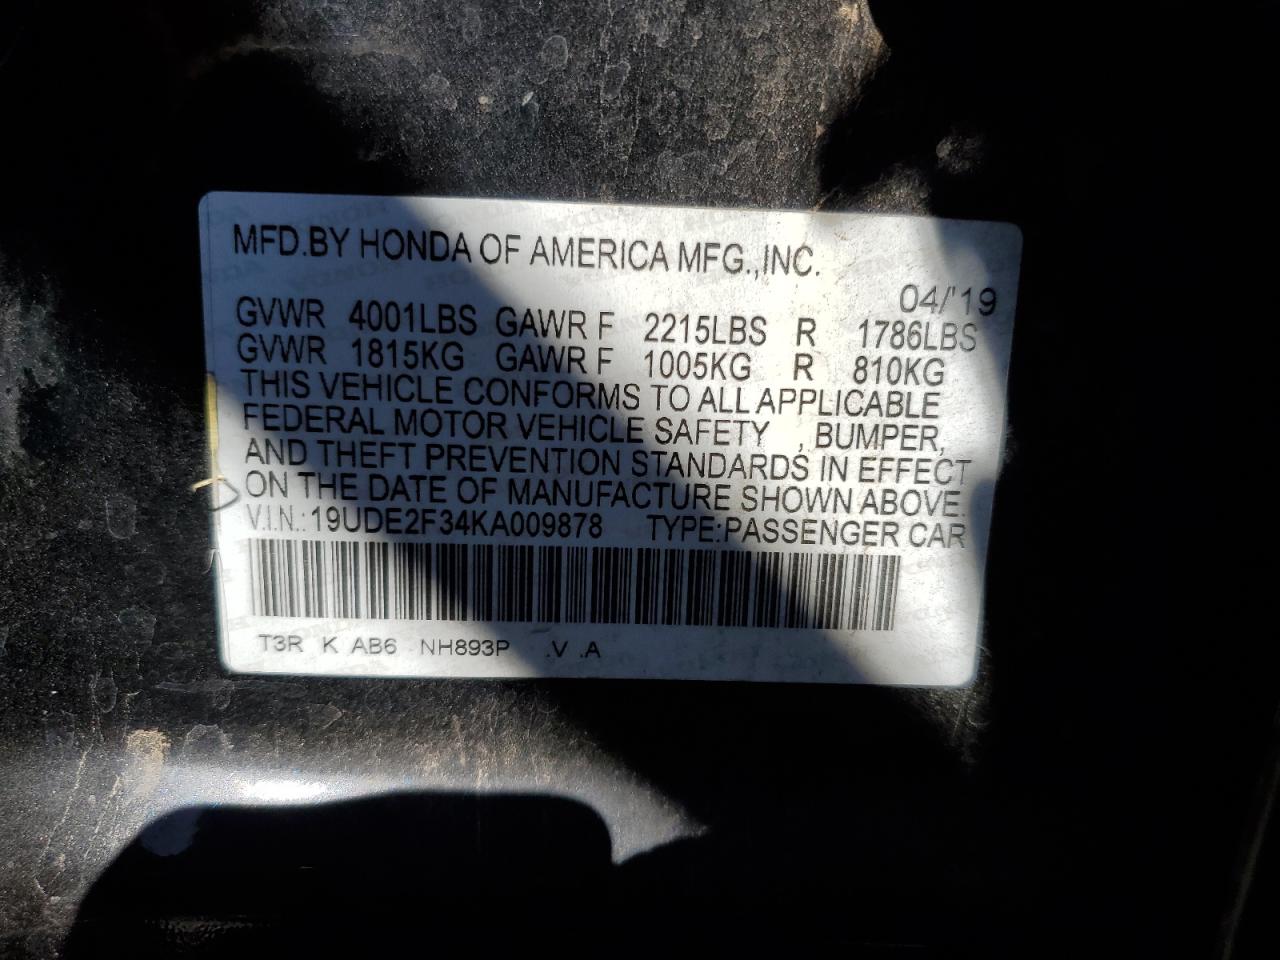 MFD.BY HONDA OF AMERICA MFG.,INC.
04/'19
GVWR 4001LBS GAWR F 2215LBS R 1786LBS
GVWR 1815KG GAWR F 1005KG R 810KG
THIS VEHICLE CONFORMS TO ALL APPLICABLE
FEDERAL MOTOR VEHICLE SAFETY , BUMPER,
AND THEFT PREVENTION STANDARDS IN EFFECT
ON THE DATE OF MANUFACTURE SHOWN ABOVE.
V.I.N.:19UDE2F34KA009878 TYPE:PASSENGER CAR
T3R K AB6 NH893P .V .A